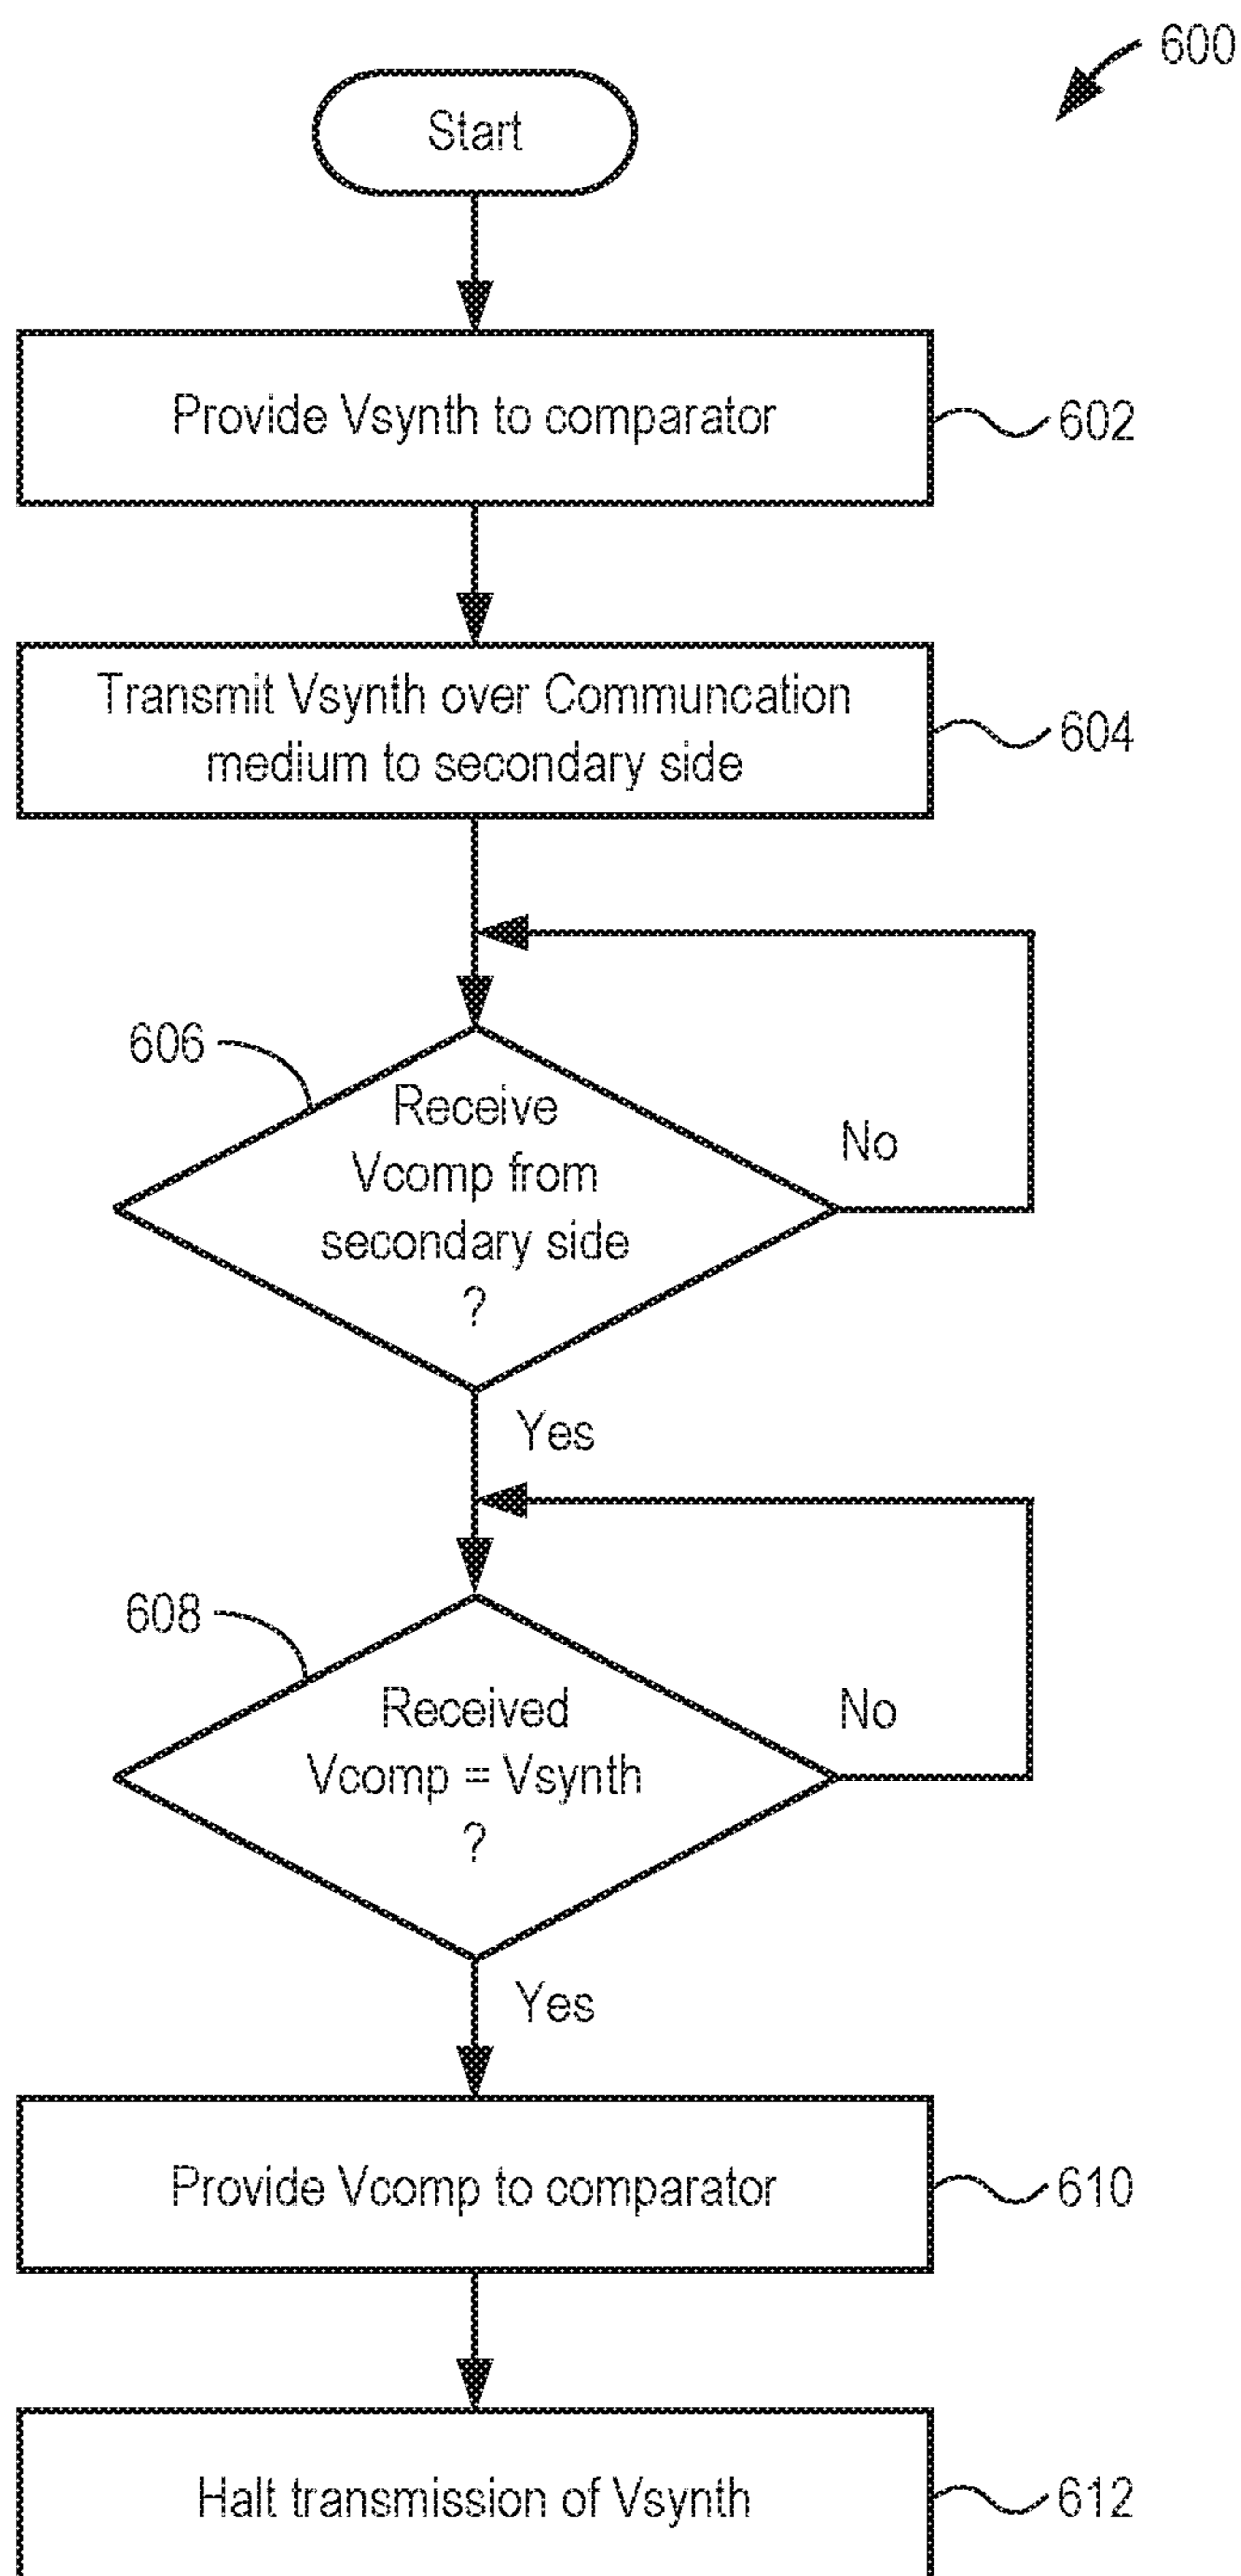 600
Start
Provide Vsynth to comparator
602
Transmit Vsynth over Communcation
medium to secondary side
604
606
Receive
Vcomp from
secondary side
?
No
Yes
608
Received
Vcomp = Vsynth
?
No
Yes
Provide Vcomp to comparator
610
Halt transmission of Vsynth
612